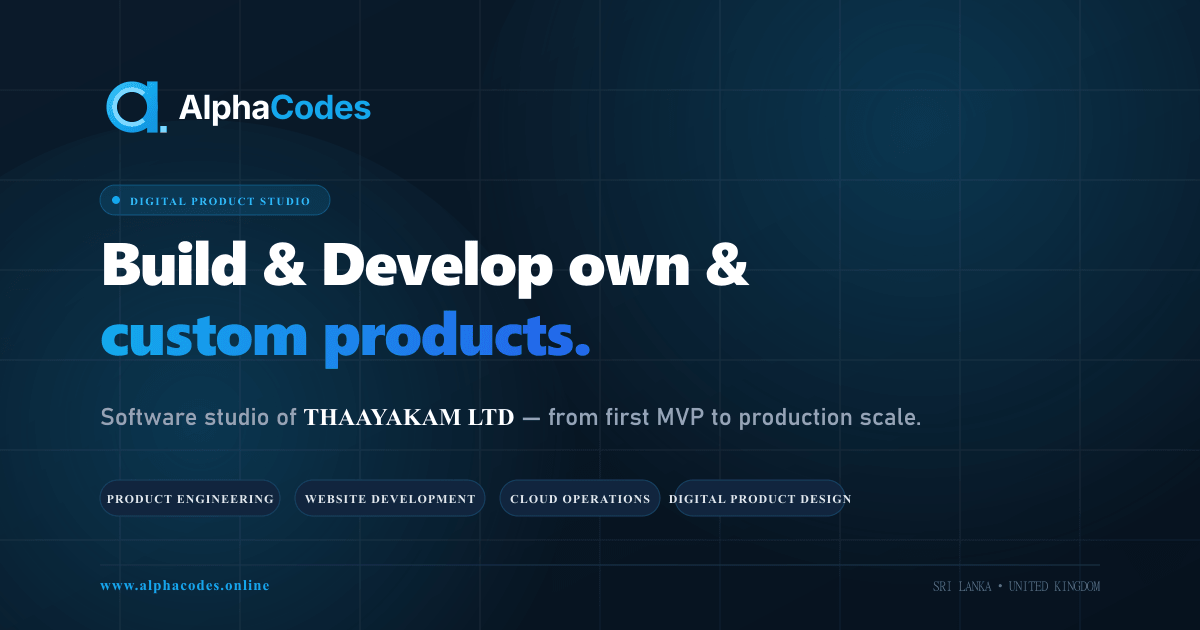 AlphaCodes
DIGITAL PRODUCT STUDIO
Build & Develop own &
custom products.
Software studio of THAAYAKAM LTD — from first MVP to production scale.
PRODUCT ENGINEERING
WEBSITE DEVELOPMENT
CLOUD OPERATIONS
DIGITAL PRODUCT DESIGN
www.alphacodes.online
SRI LANKA • UNITED KINGDOM